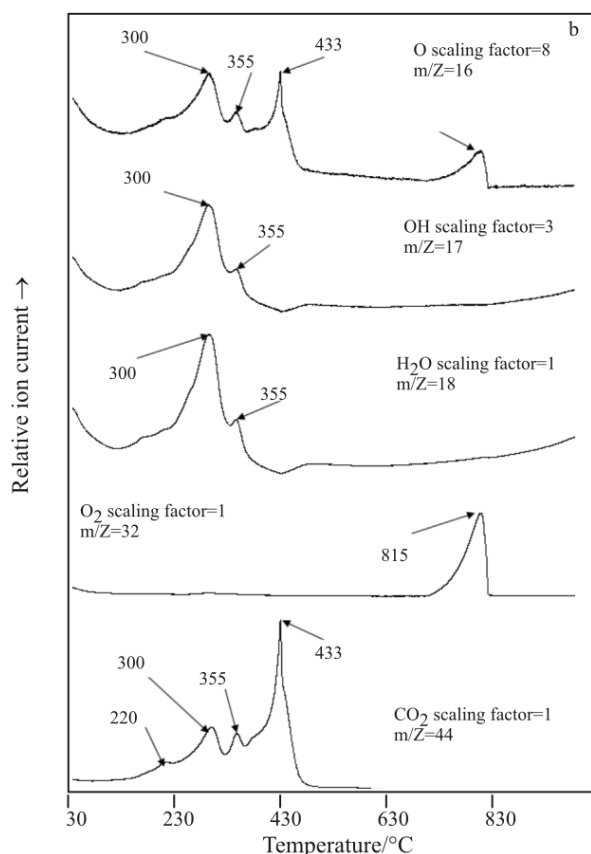 b
300
355
433
O scaling factor=8
m/Z=16
300
355
OH scaling factor=3
m/Z=17
300
355
H2O scaling factor=1
m/Z=18
O2 scaling factor=1
m/Z=32
815
433
300
355
220
CO2 scaling factor=1
m/Z=44
Relative ion current →
30 230 430 630 830
Temperature/°C